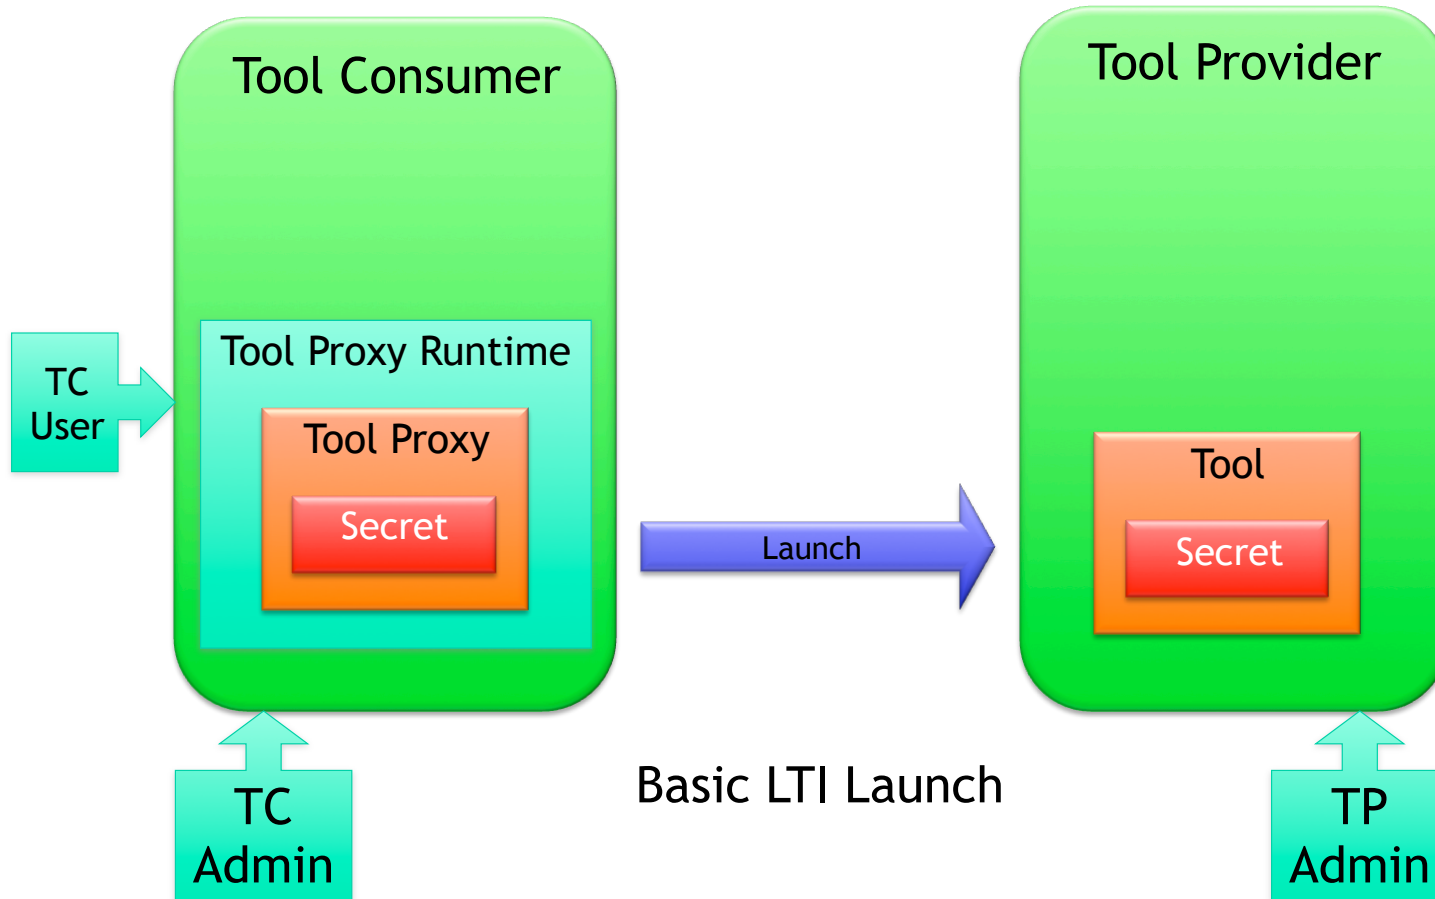 Tool Consumer
Tool Provider
Tool Proxy Runtime
TC
User
Tool Proxy
Secret
Launch
Tool
Secret
Basic LTI Launch
TC
Admin
TP
Admin